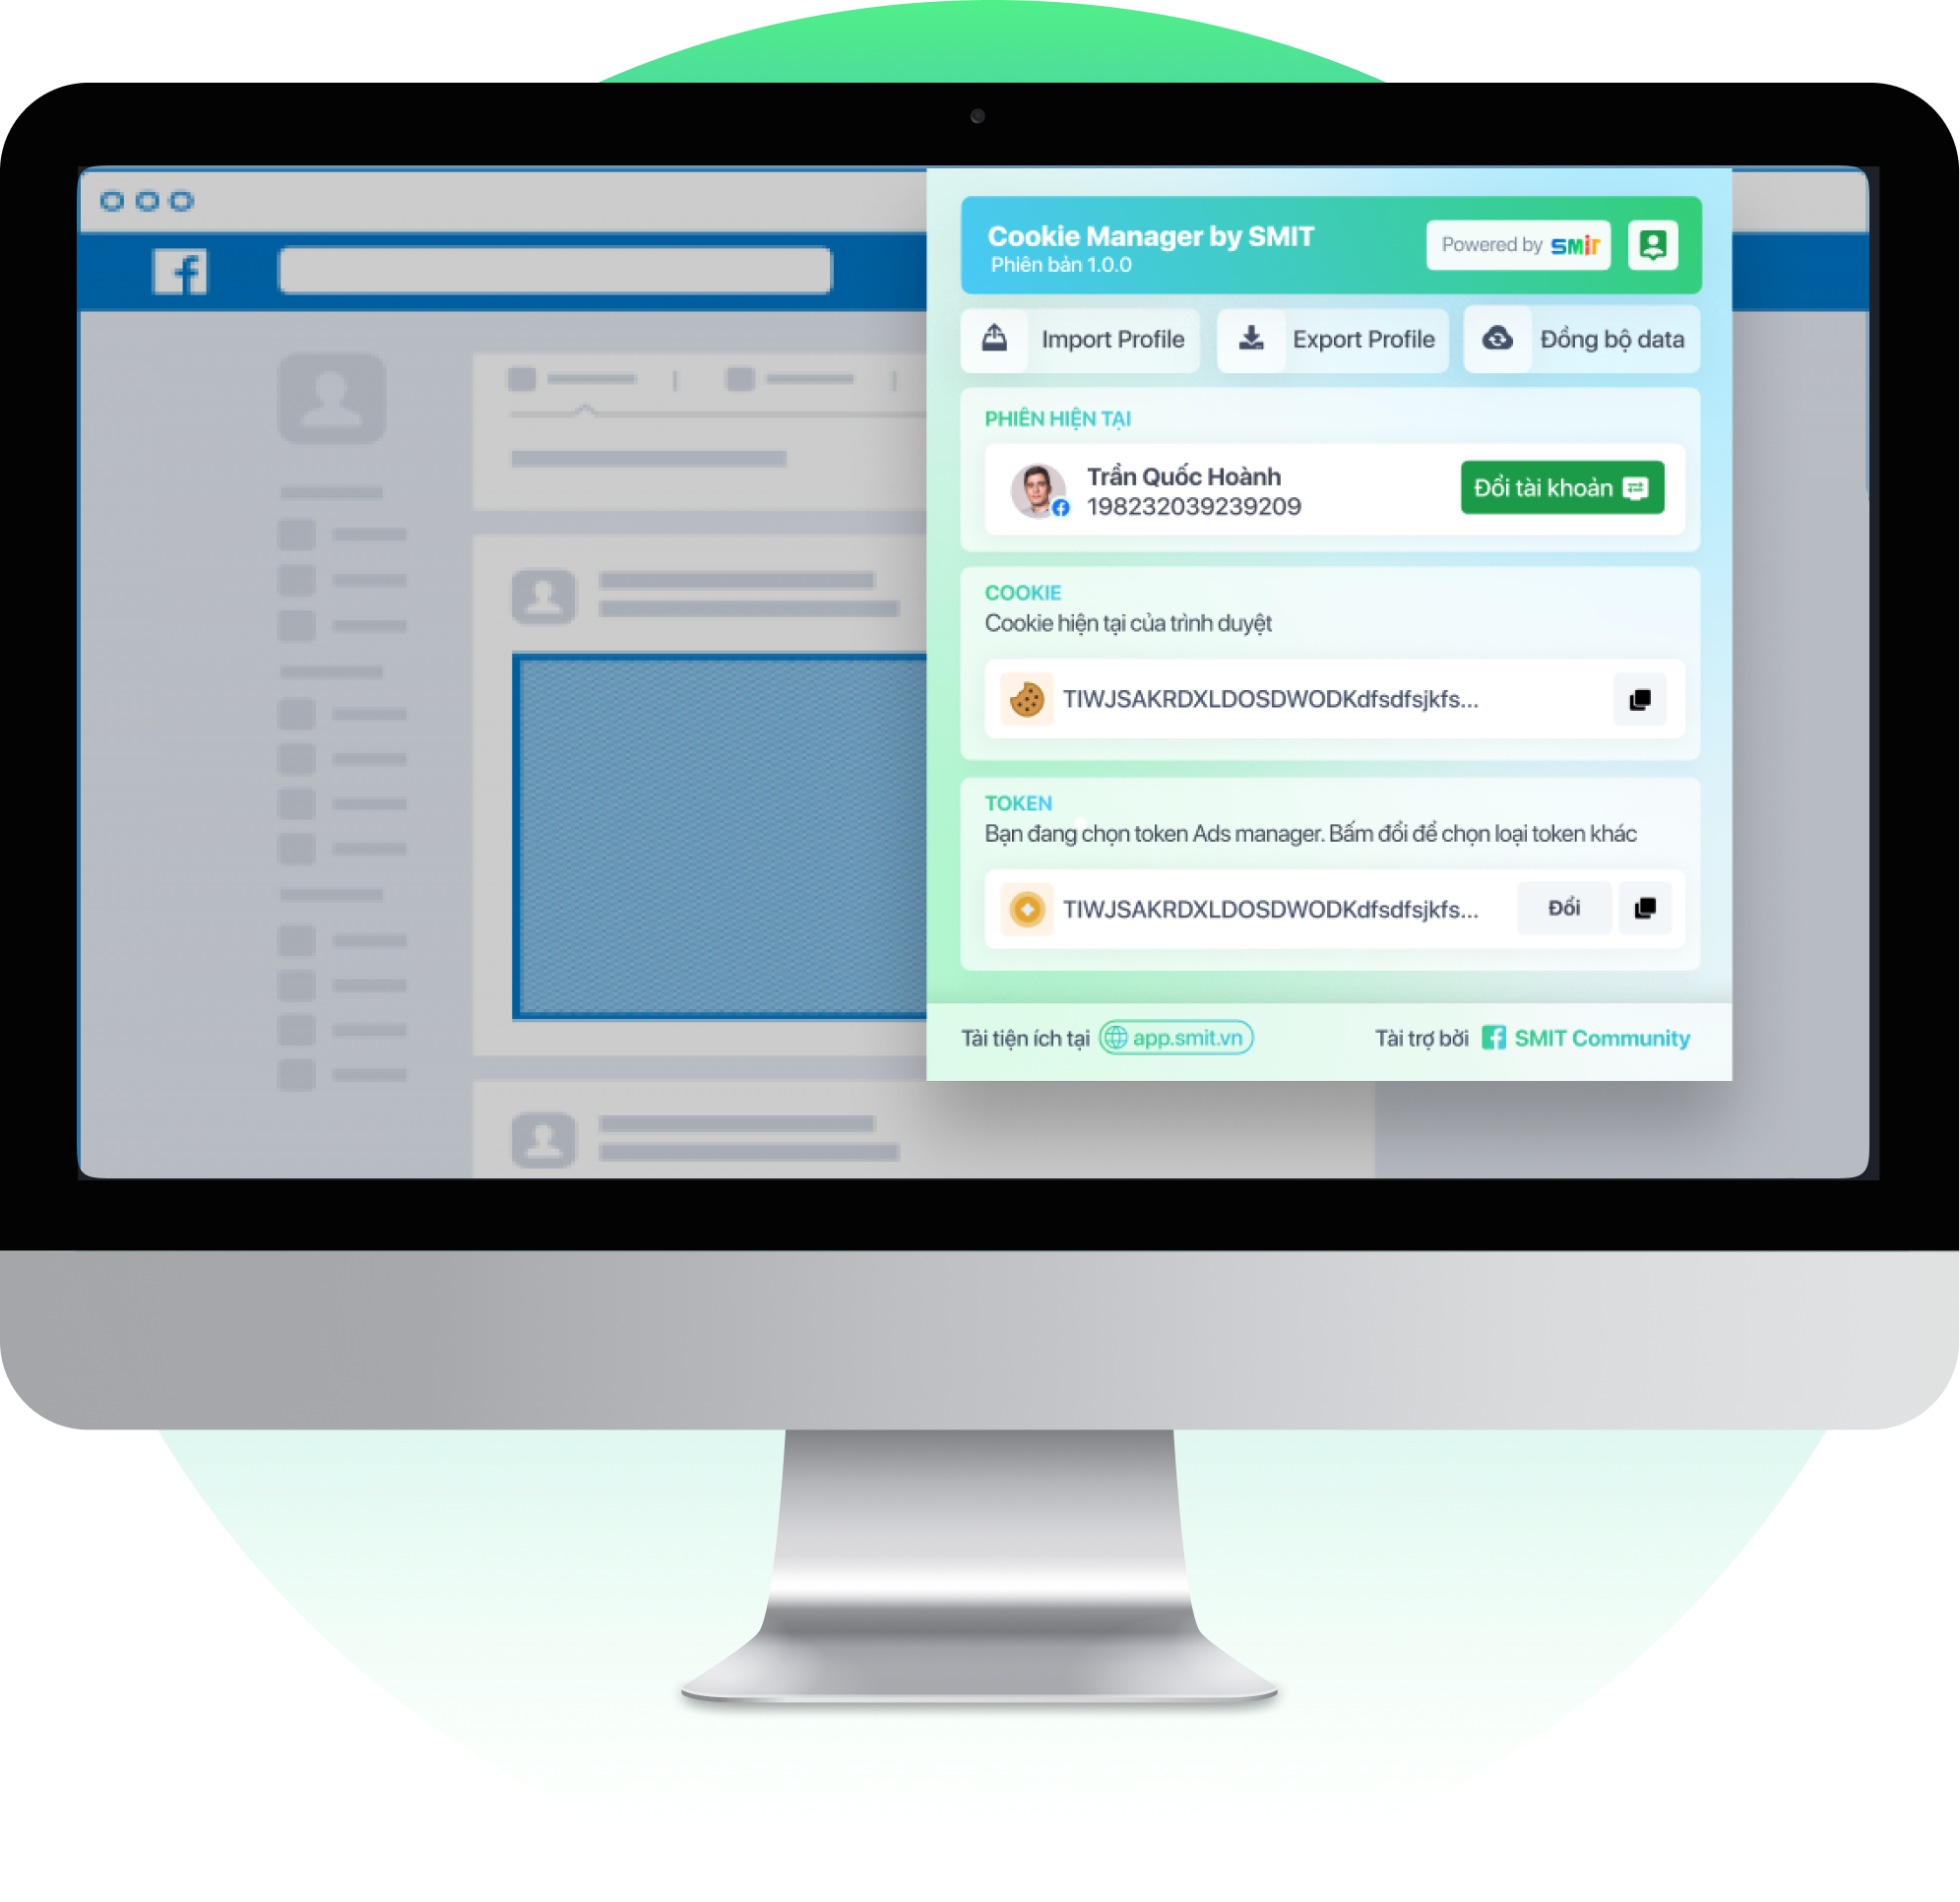 Cookie Manager by SMIT
Phiên bản 1.0.0
Powered by SMIT
Import Profile
Export Profile
Đồng bộ data
PHIÊN HIỆN TẠI
Trần Quốc Hoành
198232039239209
Đổi tài khoản
COOKIE
Cookie hiện tại của trình duyệt
TIWJSAKRDXLDOSDWODKdfsdfsjkfs...
TOKEN
Bạn đang chọn token Ads manager. Bấm đổi để chọn loại token khác
TIWJSAKRDXLDOSDWODKdfsdfsjkfs...
Đổi
Tải tiện ích tại app.smit.vn
Tài trợ bởi SMIT Community